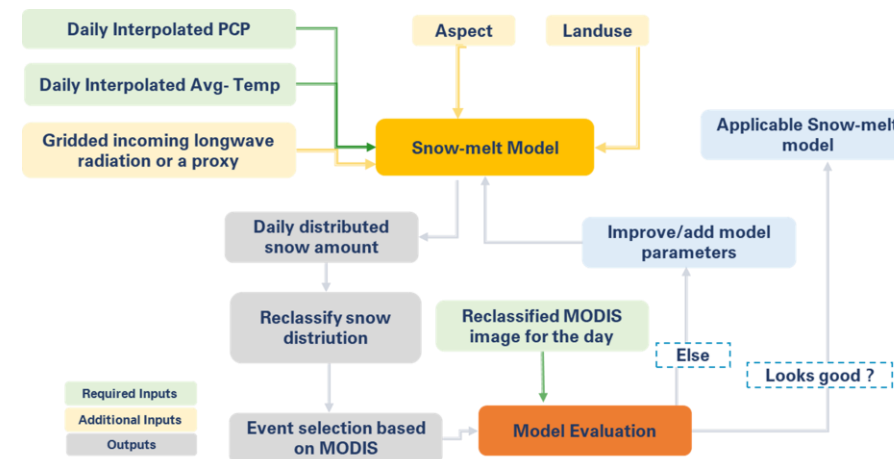 Daily Interpolated PCP
Aspect
Landuse
Daily Interpolated Avg- Temp
Gridded incoming longwave
radiation or a proxy
Snow-melt Model
Applicable Snow-melt
model
Daily distributed
snow amount
Improve/add model
parameters
Reclassify snow
distriution
Reclassified MODIS
image for the day
Else
Looks good ?
Required Inputs
Additional Inputs
Outputs
Event selection based
on MODIS
Model Evaluation